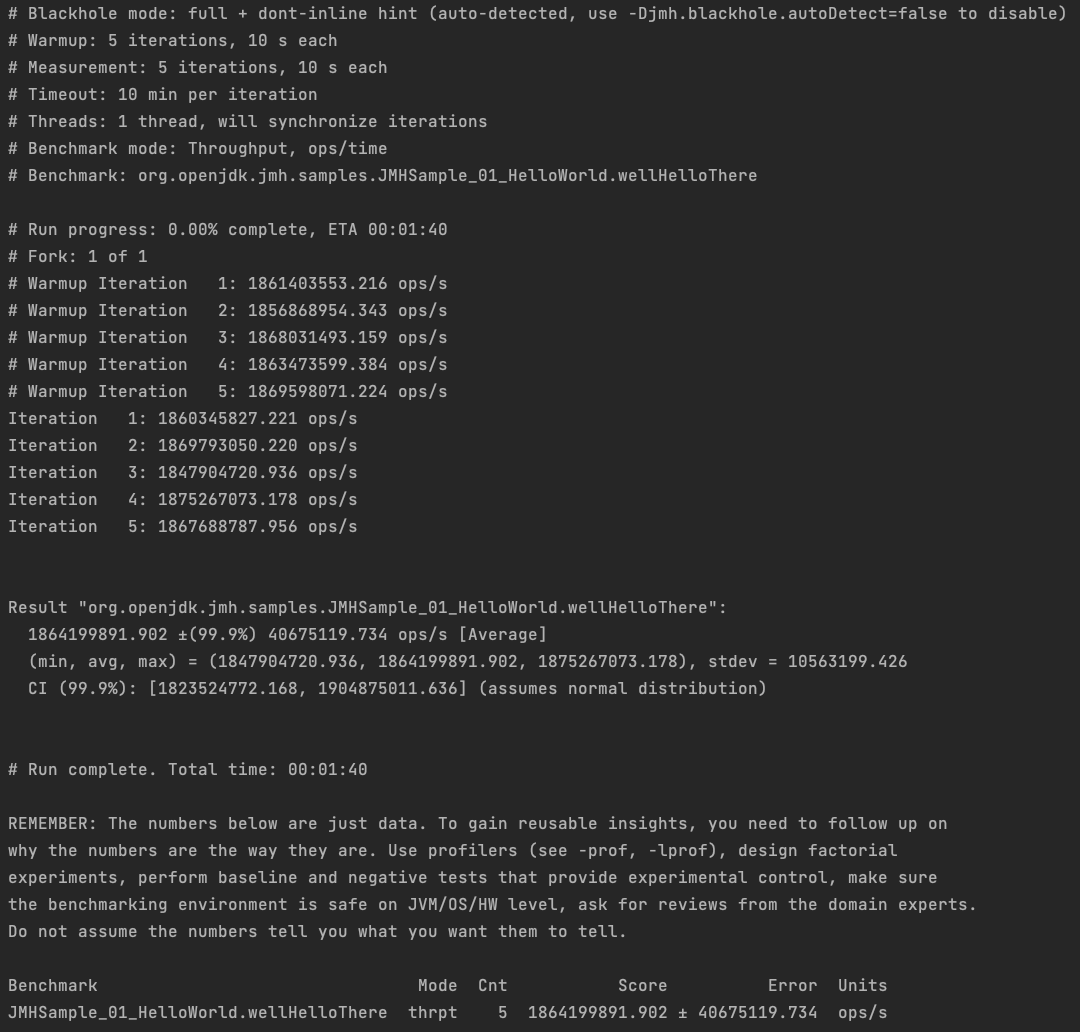 # Blackhole mode: full + dont-inline hint (auto-detected, use -Djmh.blackhole.autoDetect=false to disable)
# Warmup: 5 iterations, 10 s each
# Measurement: 5 iterations, 10 s each
# Timeout: 10 min per iteration
# Threads: 1 thread, will synchronize iterations
# Benchmark mode: Throughput, ops/time
# Benchmark: org.openjdk.jmh.samples.JMHSample_01_HelloWorld.wellHelloThere

# Run progress: 0.00% complete, ETA 00:01:40
# Fork: 1 of 1
# Warmup Iteration   1: 1861403553.216 ops/s
# Warmup Iteration   2: 1856868954.343 ops/s
# Warmup Iteration   3: 1868031493.159 ops/s
# Warmup Iteration   4: 1863473599.384 ops/s
# Warmup Iteration   5: 1869598071.224 ops/s
Iteration   1: 1860345827.221 ops/s
Iteration   2: 1869793050.220 ops/s
Iteration   3: 1847904720.936 ops/s
Iteration   4: 1875267073.178 ops/s
Iteration   5: 1867688787.956 ops/s


Result "org.openjdk.jmh.samples.JMHSample_01_HelloWorld.wellHelloThere":
  1864199891.902 ±(99.9%) 40675119.734 ops/s [Average]
  (min, avg, max) = (1847904720.936, 1864199891.902, 1875267073.178), stdev = 10563199.426
  CI (99.9%): [1823524772.168, 1904875011.636] (assumes normal distribution)


# Run complete. Total time: 00:01:40

REMEMBER: The numbers below are just data. To gain reusable insights, you need to follow up on
why the numbers are the way they are. Use profilers (see -prof, -lprof), design factorial
experiments, perform baseline and negative tests that provide experimental control, make sure
the benchmarking environment is safe on JVM/OS/HW level, ask for reviews from the domain experts.
Do not assume the numbers tell you what you want them to tell.

Benchmark                                Mode  Cnt           Score          Error  Units
JMHSample_01_HelloWorld.wellHelloThere  thrpt    5  1864199891.902 ± 40675119.734  ops/s